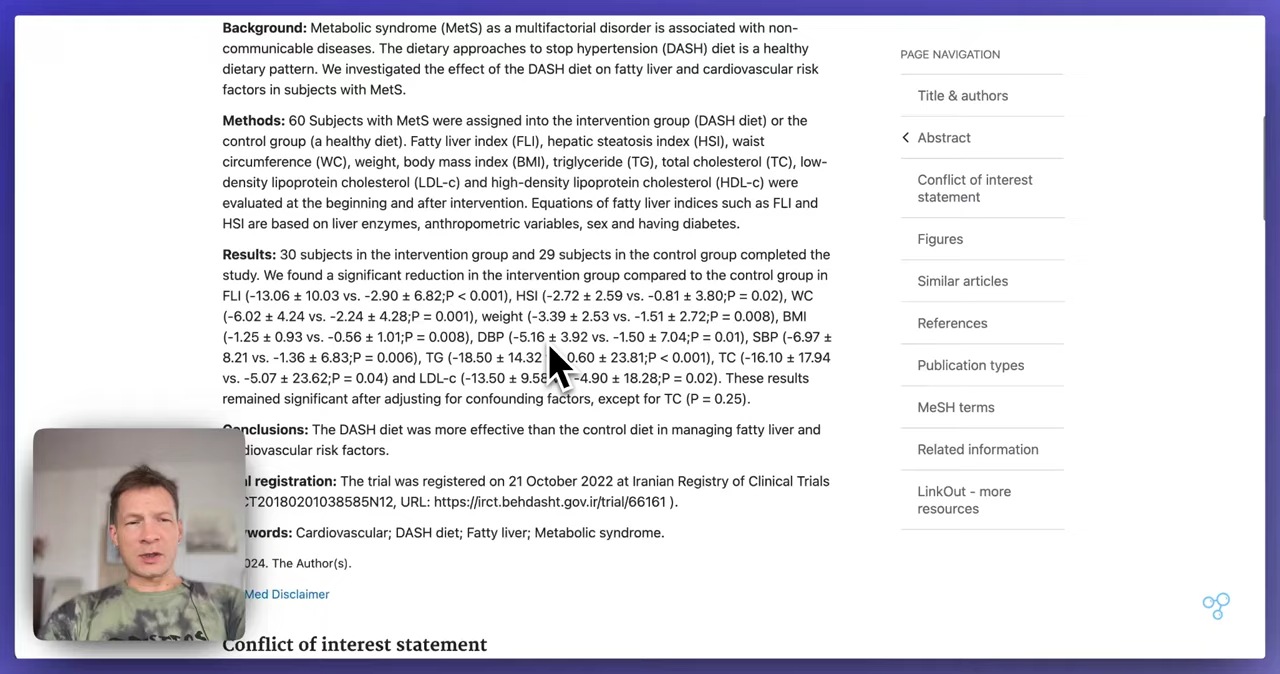 Background: Metabolic syndrome (MetS) as a multifactorial disorder is associated with non-
communicable diseases. The dietary approaches to stop hypertension (DASH) diet is a healthy
dietary pattern. We investigated the effect of the DASH diet on fatty liver and cardiovascular risk
factors in subjects with MetS.
Methods: 60 Subjects with MetS were assigned into the intervention group (DASH diet) or the
control group (a healthy diet). Fatty liver index (FLI), hepatic steatosis index (HSI), waist
circumference (WC), weight, body mass index (BMI), triglyceride (TG), total cholesterol (TC), low-
density lipoprotein cholesterol (LDL-c) and high-density lipoprotein cholesterol (HDL-c) were
evaluated at the beginning and after intervention. Equations of fatty liver indices such as FLI and
HSI are based on liver enzymes, anthropometric variables, sex and having diabetes.
Results: 30 subjects in the intervention group and 29 subjects in the control group completed the
study. We found a significant reduction in the intervention group compared to the control group in
FLI (-13.06 ± 10.03 vs. -2.90 ± 6.82;P < 0.001), HSI (-2.72 ± 2.59 vs. -0.81 ± 3.80;P = 0.02), WC
(-6.02 ± 4.24 vs. -2.24 ± 4.28;P = 0.001), weight (-3.39 ± 2.53 vs. -1.51 ± 2.72;P = 0.008), BMI
(-1.25 ± 0.93 vs. -0.56 ± 1.01;P = 0.008), DBP (-5.16 ± 3.92 vs. -1.50 ± 7.04;P = 0.01), SBP (-6.97 ±
8.21 vs. -1.36 ± 6.83;P = 0.006), TG (-18.50 ± 14.32 0.60 ± 23.81;P < 0.001), TC (-16.10 ± 17.94
vs. -5.07 ± 23.62;P = 0.04) and LDL-c (-13.50 ± 9.58 -4.90 ± 18.28;P = 0.02). These results
remained significant after adjusting for confounding factors, except for TC (P = 0.25).
Conclusions: The DASH diet was more effective than the control diet in managing fatty liver and
diovascular risk factors.
al registration: The trial was registered on 21 October 2022 at Iranian Registry of Clinical Trials
CT20180201038585N12, URL: https://irct.behdasht.gov.ir/trial/66161 ).
words: Cardiovascular; DASH diet; Fatty liver; Metabolic syndrome.
024. The Author(s).
Med Disclaimer
Conflict of interest statement
PAGE NAVIGATION
Title & authors
Abstract
Conflict of interest
statement
Figures
Similar articles
References
Publication types
MeSH terms
Related information
LinkOut - more
resources